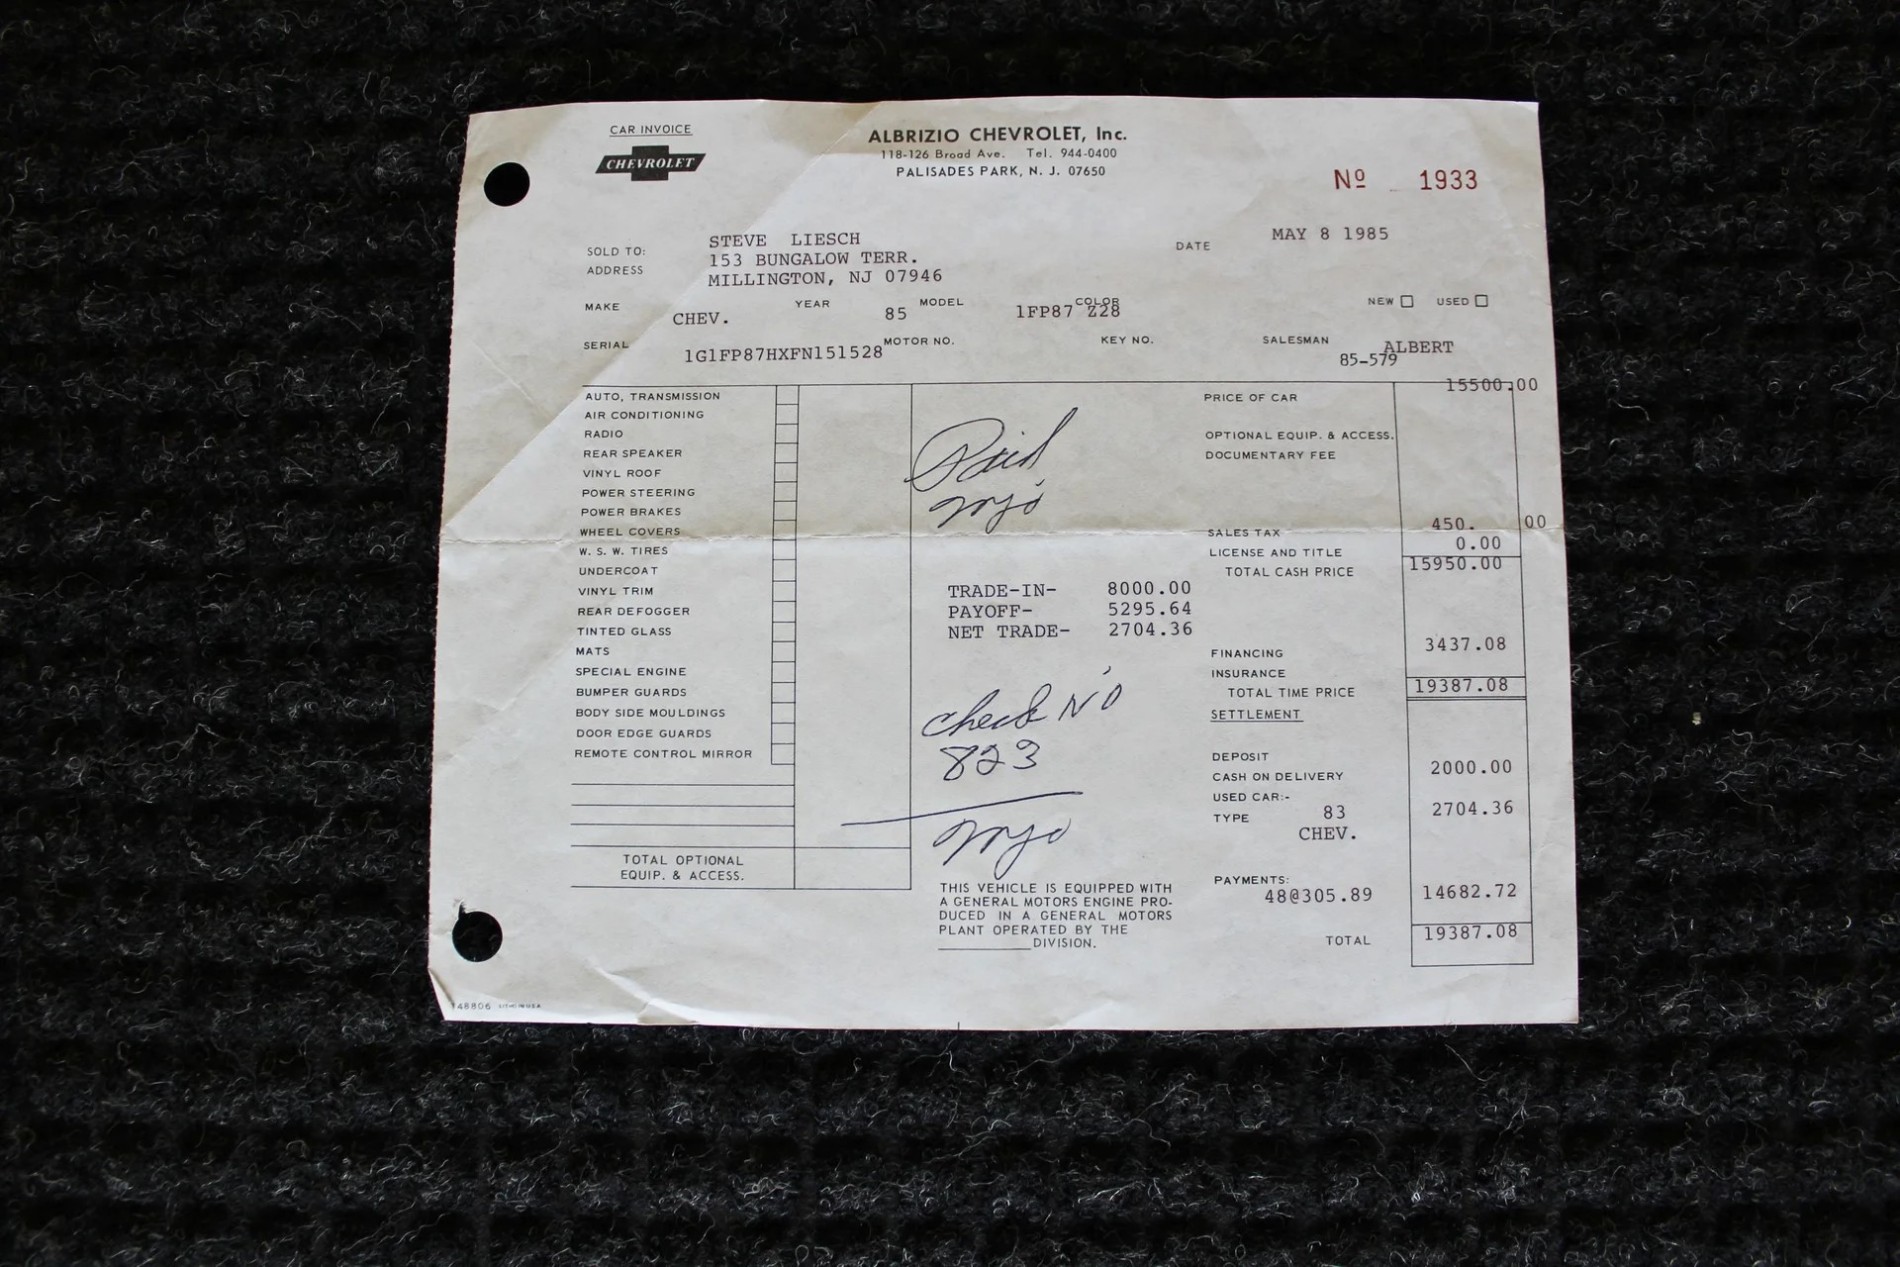 CAR INVOICE
CHEVROLET
ALBRIZIO CHEVROLET, Inc.
118-126 Broad Ave. Tel. 944-0400
PALISADES PARK, N. J. 07650
Nº 1933
SOLD TO: STEVE LIESCH
ADDRESS 153 BUNGALOW TERR.
MILLINGTON, NJ 07946
DATE MAY 8 1985
MAKE CHEV. YEAR 85 MODEL 1FP87 Z28 COLOR NEW USED
SERIAL 1G1FP87HXFN151528 MOTOR NO. KEY NO. SALESMAN ALBERT
85-579
AUTO, TRANSMISSION
AIR CONDITIONING
RADIO
REAR SPEAKER
VINYL ROOF
POWER STEERING
POWER BRAKES
WHEEL COVERS
W. S. W. TIRES
UNDERCOAT
VINYL TRIM
REAR DEFOGGER
TINTED GLASS
MATS
SPECIAL ENGINE
BUMPER GUARDS
BODY SIDE MOULDINGS
DOOR EDGE GUARDS
REMOTE CONTROL MIRROR
TOTAL OPTIONAL
EQUIP. & ACCESS.
Paid
TRADE-IN- 8000.00
PAYOFF- 5295.64
NET TRADE- 2704.36
Check No
823
THIS VEHICLE IS EQUIPPED WITH
A GENERAL MOTORS ENGINE PRO-
DUCED IN A GENERAL MOTORS
PLANT OPERATED BY THE
DIVISION.
PRICE OF CAR 15500.00
OPTIONAL EQUIP. & ACCESS.
DOCUMENTARY FEE
SALES TAX 450. 00
LICENSE AND TITLE 0.00
TOTAL CASH PRICE 15950.00
FINANCING 3437.08
INSURANCE
TOTAL TIME PRICE 19387.08
SETTLEMENT
DEPOSIT
CASH ON DELIVERY 2000.00
USED CAR:-
TYPE 83 2704.36
CHEV.
PAYMENTS:
48@305.89 14682.72
TOTAL 19387.08
148806